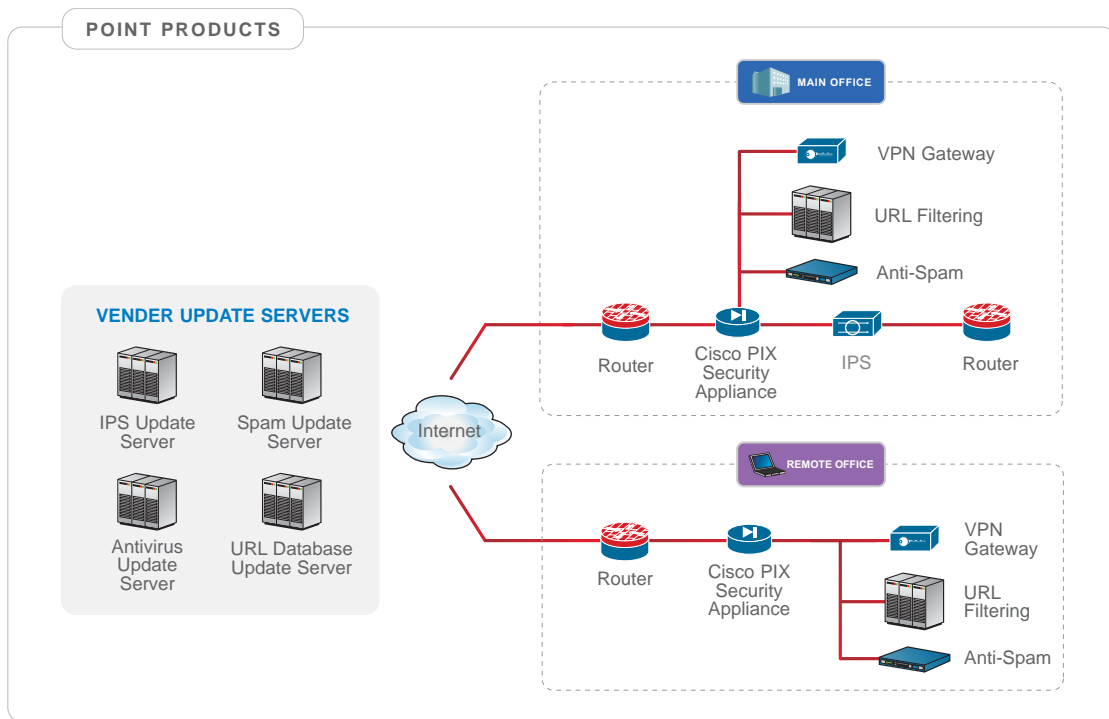 POINT PRODUCTS
MAIN OFFICE
VPN Gateway
URL Filtering
Anti-Spam
Router
Cisco PIX
Security
Appliance
IPS
Router
VENDER UPDATE SERVERS
IPS Update
Server
Spam Update
Server
Antivirus
Update
Server
URL Database
Update Server
Internet
REMOTE OFFICE
Router
Cisco PIX
Security
Appliance
VPN
Gateway
URL
Filtering
Anti-Spam